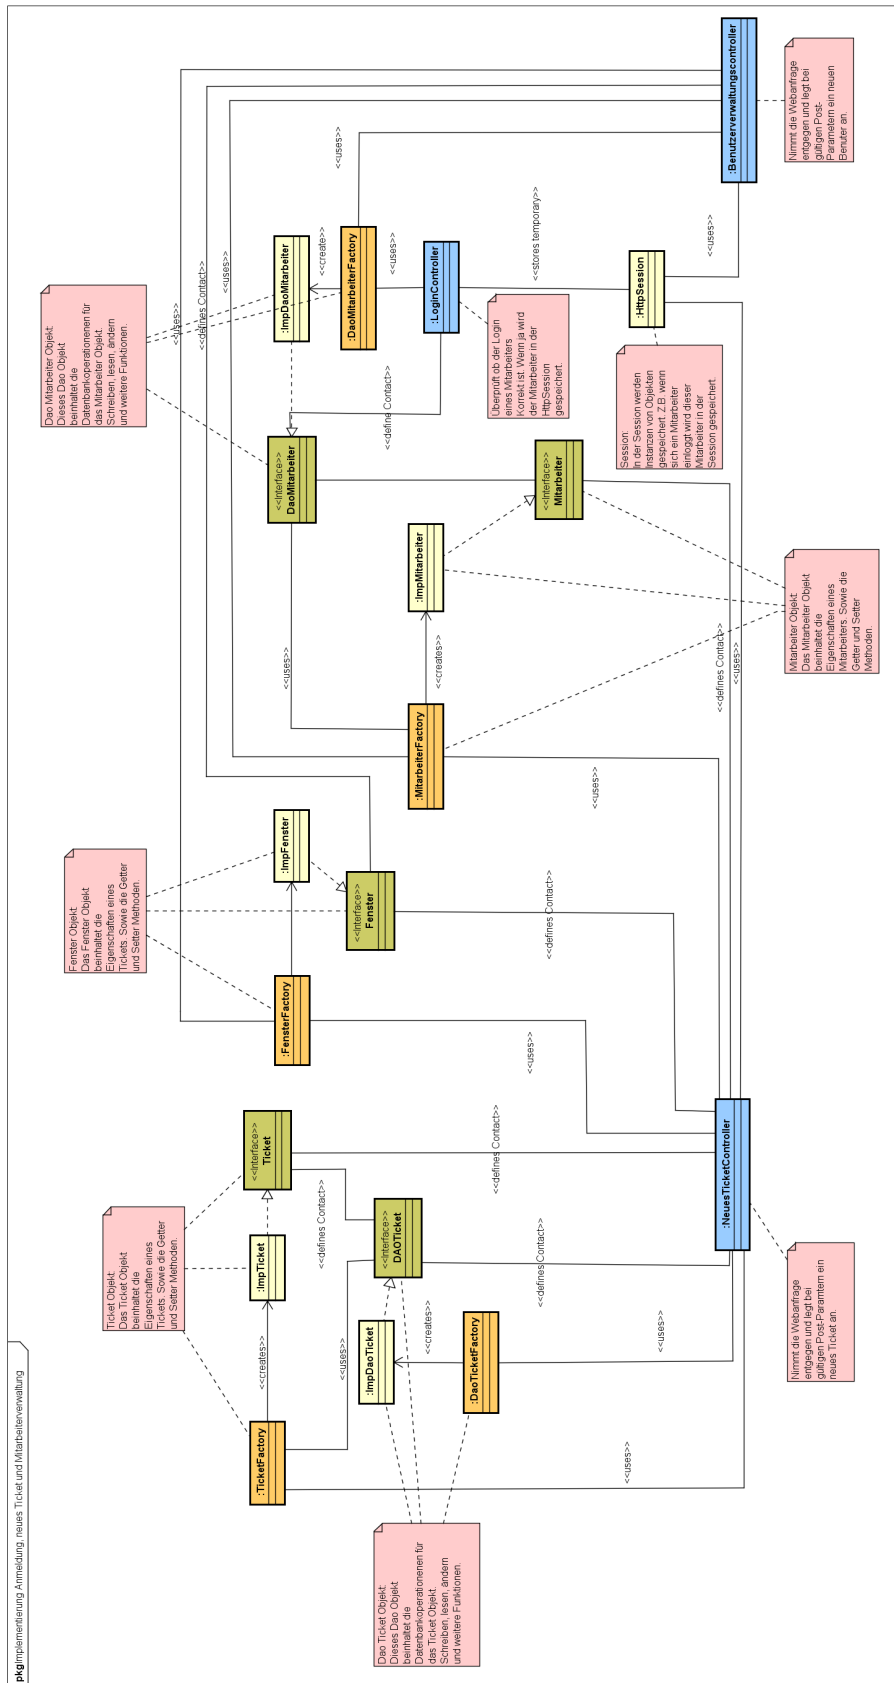 pkgImplementierung Anmeldung, neues Ticket und Mitarbeiterverwaltung
Ticket Objekt:
Das Ticket Objekt
beinhaltet die
Eigenschaften eines
Tickets. Sowie die Getter
und Setter Methoden.
Fenster Objekt:
Das Fenster Objekt
beinhaltet die
Eigenschaften eines
Tickets. Sowie die Getter
und Setter Methoden.
Dao Mitarbeiter Objekt:
Dieses Dao Objekt
beinhaltet die
Datenbankoperationenen für
das Mitarbeiter Objekt.
Schreiben, lesen, ändern
und weitere Funktionen.
<<uses>>
<<defines Contact>>
<<uses>>
:TicketFactory
<<creates>>
:ImpTicket
<<Interface>>
Ticket
:FensterFactory
:ImpFenster
<<Interface>>
Fenster
<<uses>>
<<Interface>>
DaoMitarbeiter
:ImpDaoMitarbeiter
<<create>>
:DaoMitarbeiterFactory
<<uses>>
<<uses>>
<<defines Contact>>
<<uses>>
<<Interface>>
DAOTicket
:ImpDaoTicket
<<creates>>
:DaoTicketFactory
:MitarbeiterFactory
<<creates>>
:ImpMitarbeiter
<<define Contact>>
:LoginController
Dao Ticket Objekt:
Dieses Dao Objekt
beinhaltet die
Datenbankoperationenen für
das Ticket Objekt.
Schreiben, lesen, ändern
und weitere Funktionen.
<<Interface>>
Mitarbeiter
Überprüft ob der Login
eines Mitarbeiters
Korrekt ist. Wenn ja wird
der Mitarbeiter in der
HttpSession
gespeichert.
<<stores temporary>>
<<defines Contact>>
<<uses>>
<<defines Contact>>
<<defines Contact>>
<<uses>>
<<uses>>
<<uses>>
Session:
In der Session werden
Instanzen von Objekten
gespeichert. Z.B. wenn
sich ein Mitarbeiter
einloggt wird dieser
Mitarbeiter in der
Session gespeichert.
:HttpSession
<<uses>>
<<defines Contact>>
<<uses>>
:NeuesTicketController
:Benutzerverwaltungscontroller
Nimmt die Webanfrage
entgegen und legt bei
gültigen Post-Paramtern ein
neues Ticket an.
Mitarbeiter Objekt:
Das Mitarbeiter Objekt
beinhaltet die
Eigenschaften eines
Mitarbeiters. Sowie die
Getter und Setter
Methoden.
Nimmt die Webanfrage
entgegen und legt bei
gültigen Post-
Parametern ein neuen
Benuter an.